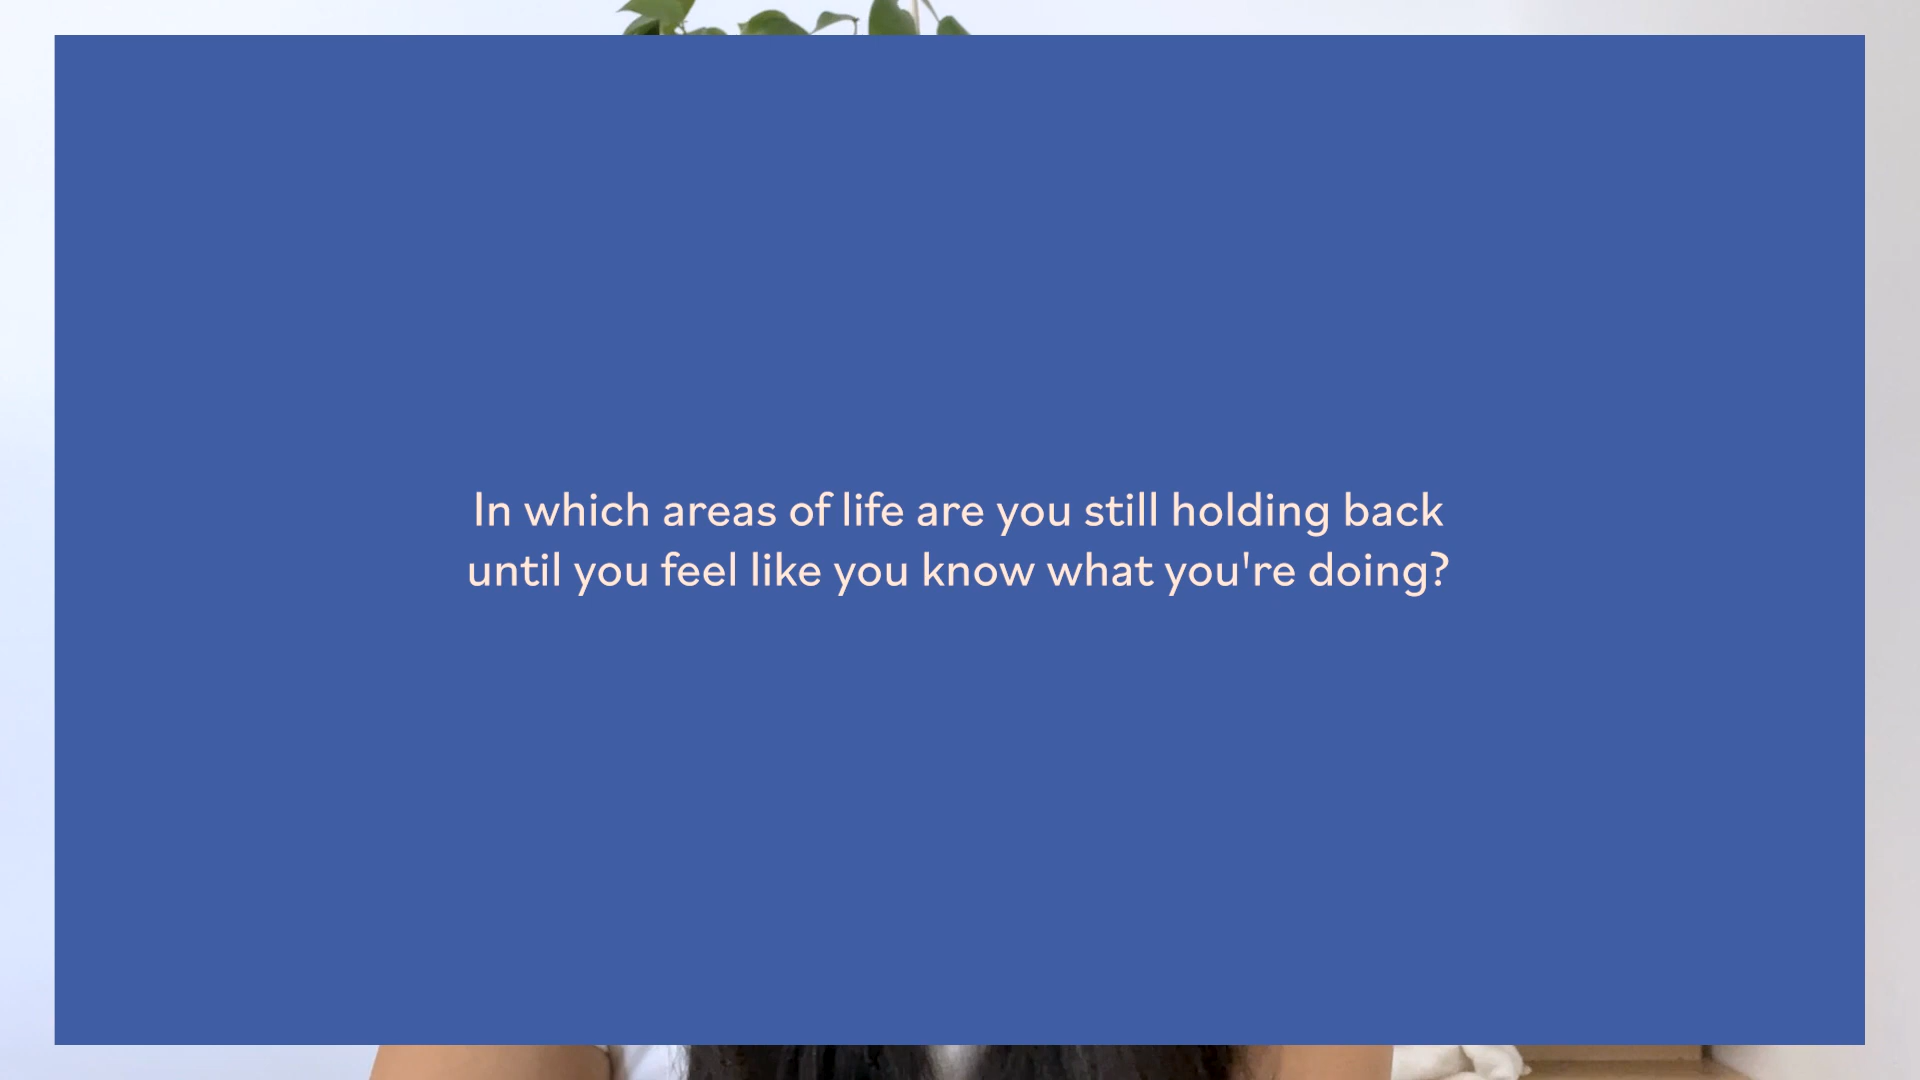 In which areas of life are you still holding back
until you feel like you know what you're doing?